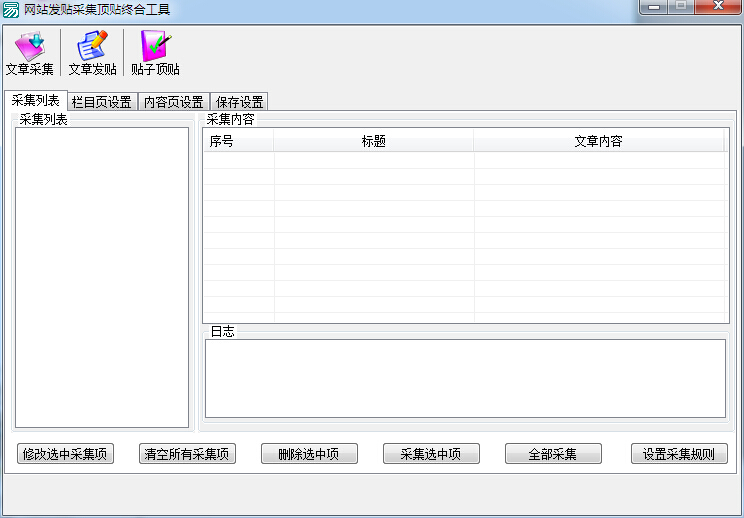 网站发贴采集顶贴终合工具
文章采集 文章发贴 贴子顶贴
采集列表 栏目页设置 内容页设置 保存设置
采集列表 采集内容
序号 标题 文章内容
日志
修改选中采集项 清空所有采集项 删除选中项 采集选中项 全部采集 设置采集规则